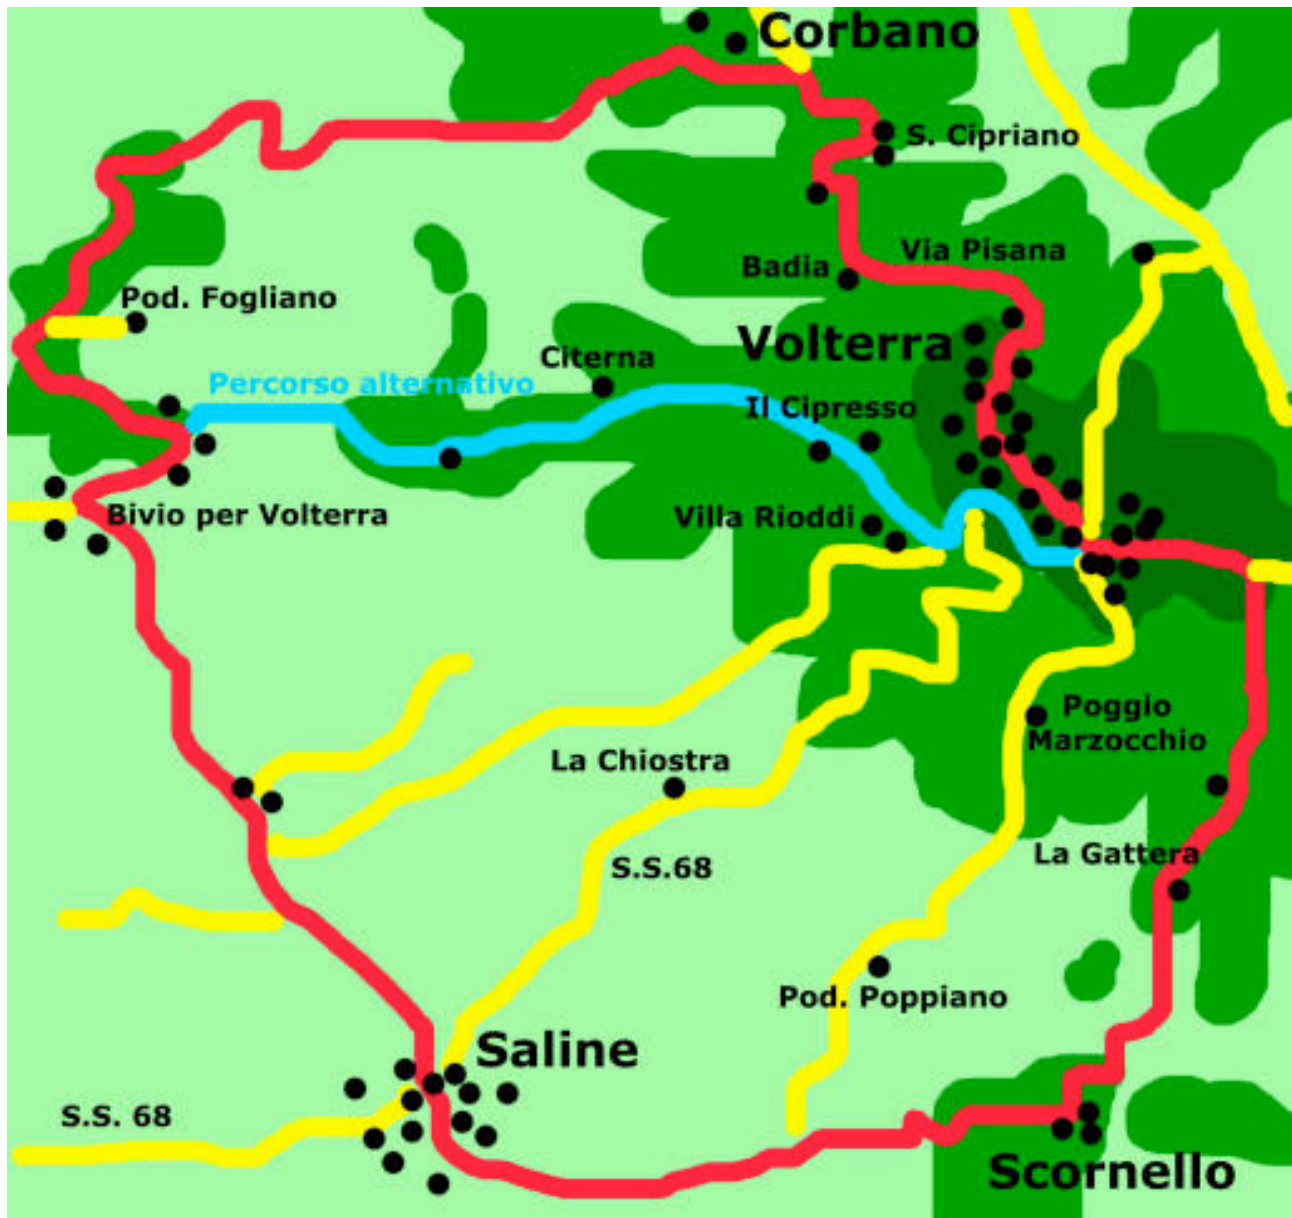 Corbano
S. Cipriano
Via Pisana
Badia
Pod. Fogliano
Volterra
Citerna
Percorso alternativo
Il Cipresso
Bivio per Volterra
Villa Rioddi
Poggio
Marzocchio
La Chiostra
La Gattera
S.S.68
Pod. Poppiano
Saline
S.S. 68
Scornello